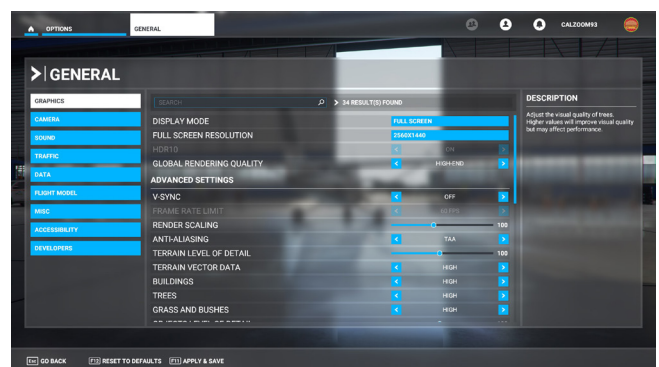 OPTIONS
GENERAL
CALZOOM93
GENERAL
GRAPHICS
CAMERA
SOUND
TRAFFIC
DATA
FLIGHT MODEL
MISC
ACCESSIBILITY
DEVELOPERS
SEARCH
34 RESULT(S) FOUND
DISPLAY MODE FULL SCREEN
FULL SCREEN RESOLUTION 2560X1440
HDR10 ON
GLOBAL RENDERING QUALITY HIGH-END
ADVANCED SETTINGS
V-SYNC OFF
FRAME RATE LIMIT 60 FPS
RENDER SCALING 100
ANTI-ALIASING TAA
TERRAIN LEVEL OF DETAIL 100
TERRAIN VECTOR DATA HIGH
BUILDINGS HIGH
TREES HIGH
GRASS AND BUSHES HIGH
DESCRIPTION
Adjust the visual quality of trees.
Higher values will improve visual quality
but may affect performance.
Esc GO BACK F12 RESET TO DEFAULTS F11 APPLY & SAVE